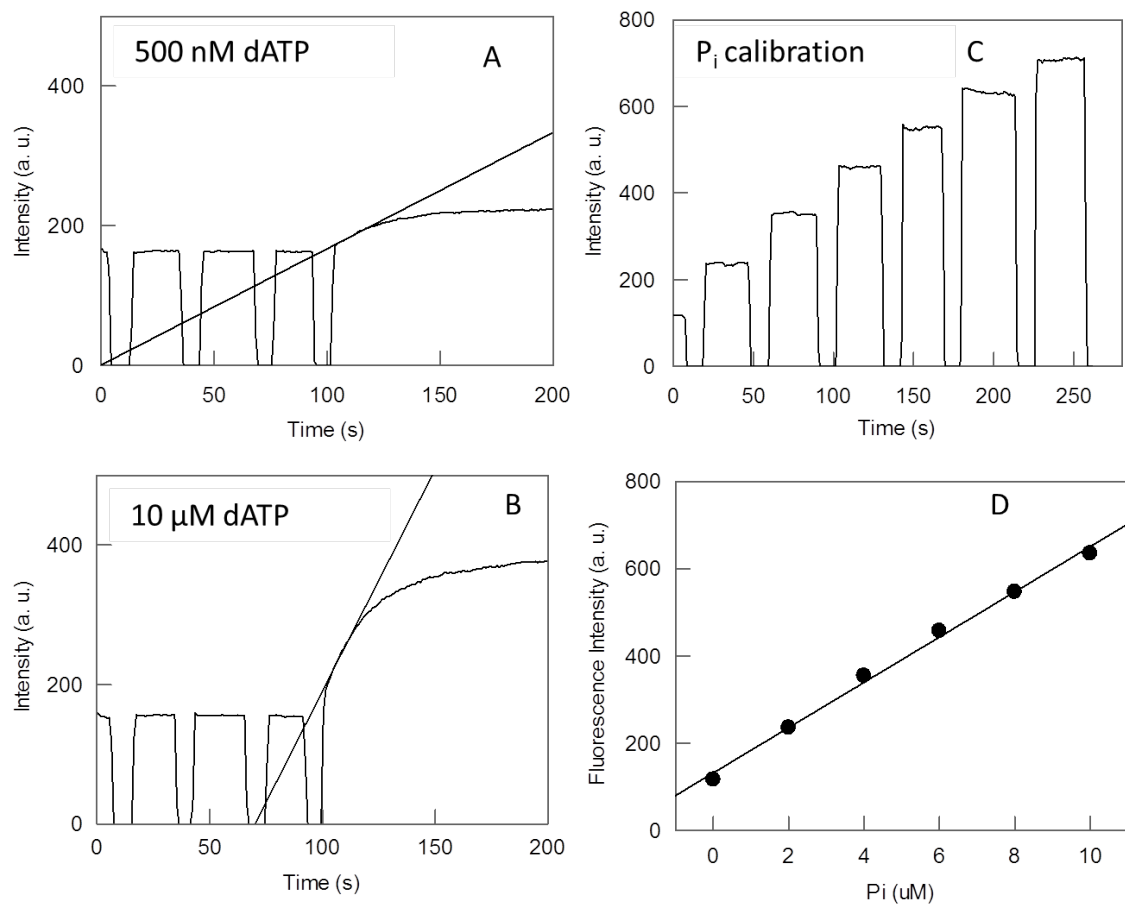 500 nM dATP
A
Intensity (a. u.)
400
200
0
0 50 100 150 200
Time (s)
Pi calibration
C
Intensity (a. u.)
800
600
400
200
0
0 50 100 150 200 250
Time (s)
10 µM dATP
B
Intensity (a. u.)
400
200
0
0 50 100 150 200
Time (s)
D
Fluorescence Intensity (a. u.)
800
600
400
200
0
0 2 4 6 8 10
Pi (uM)